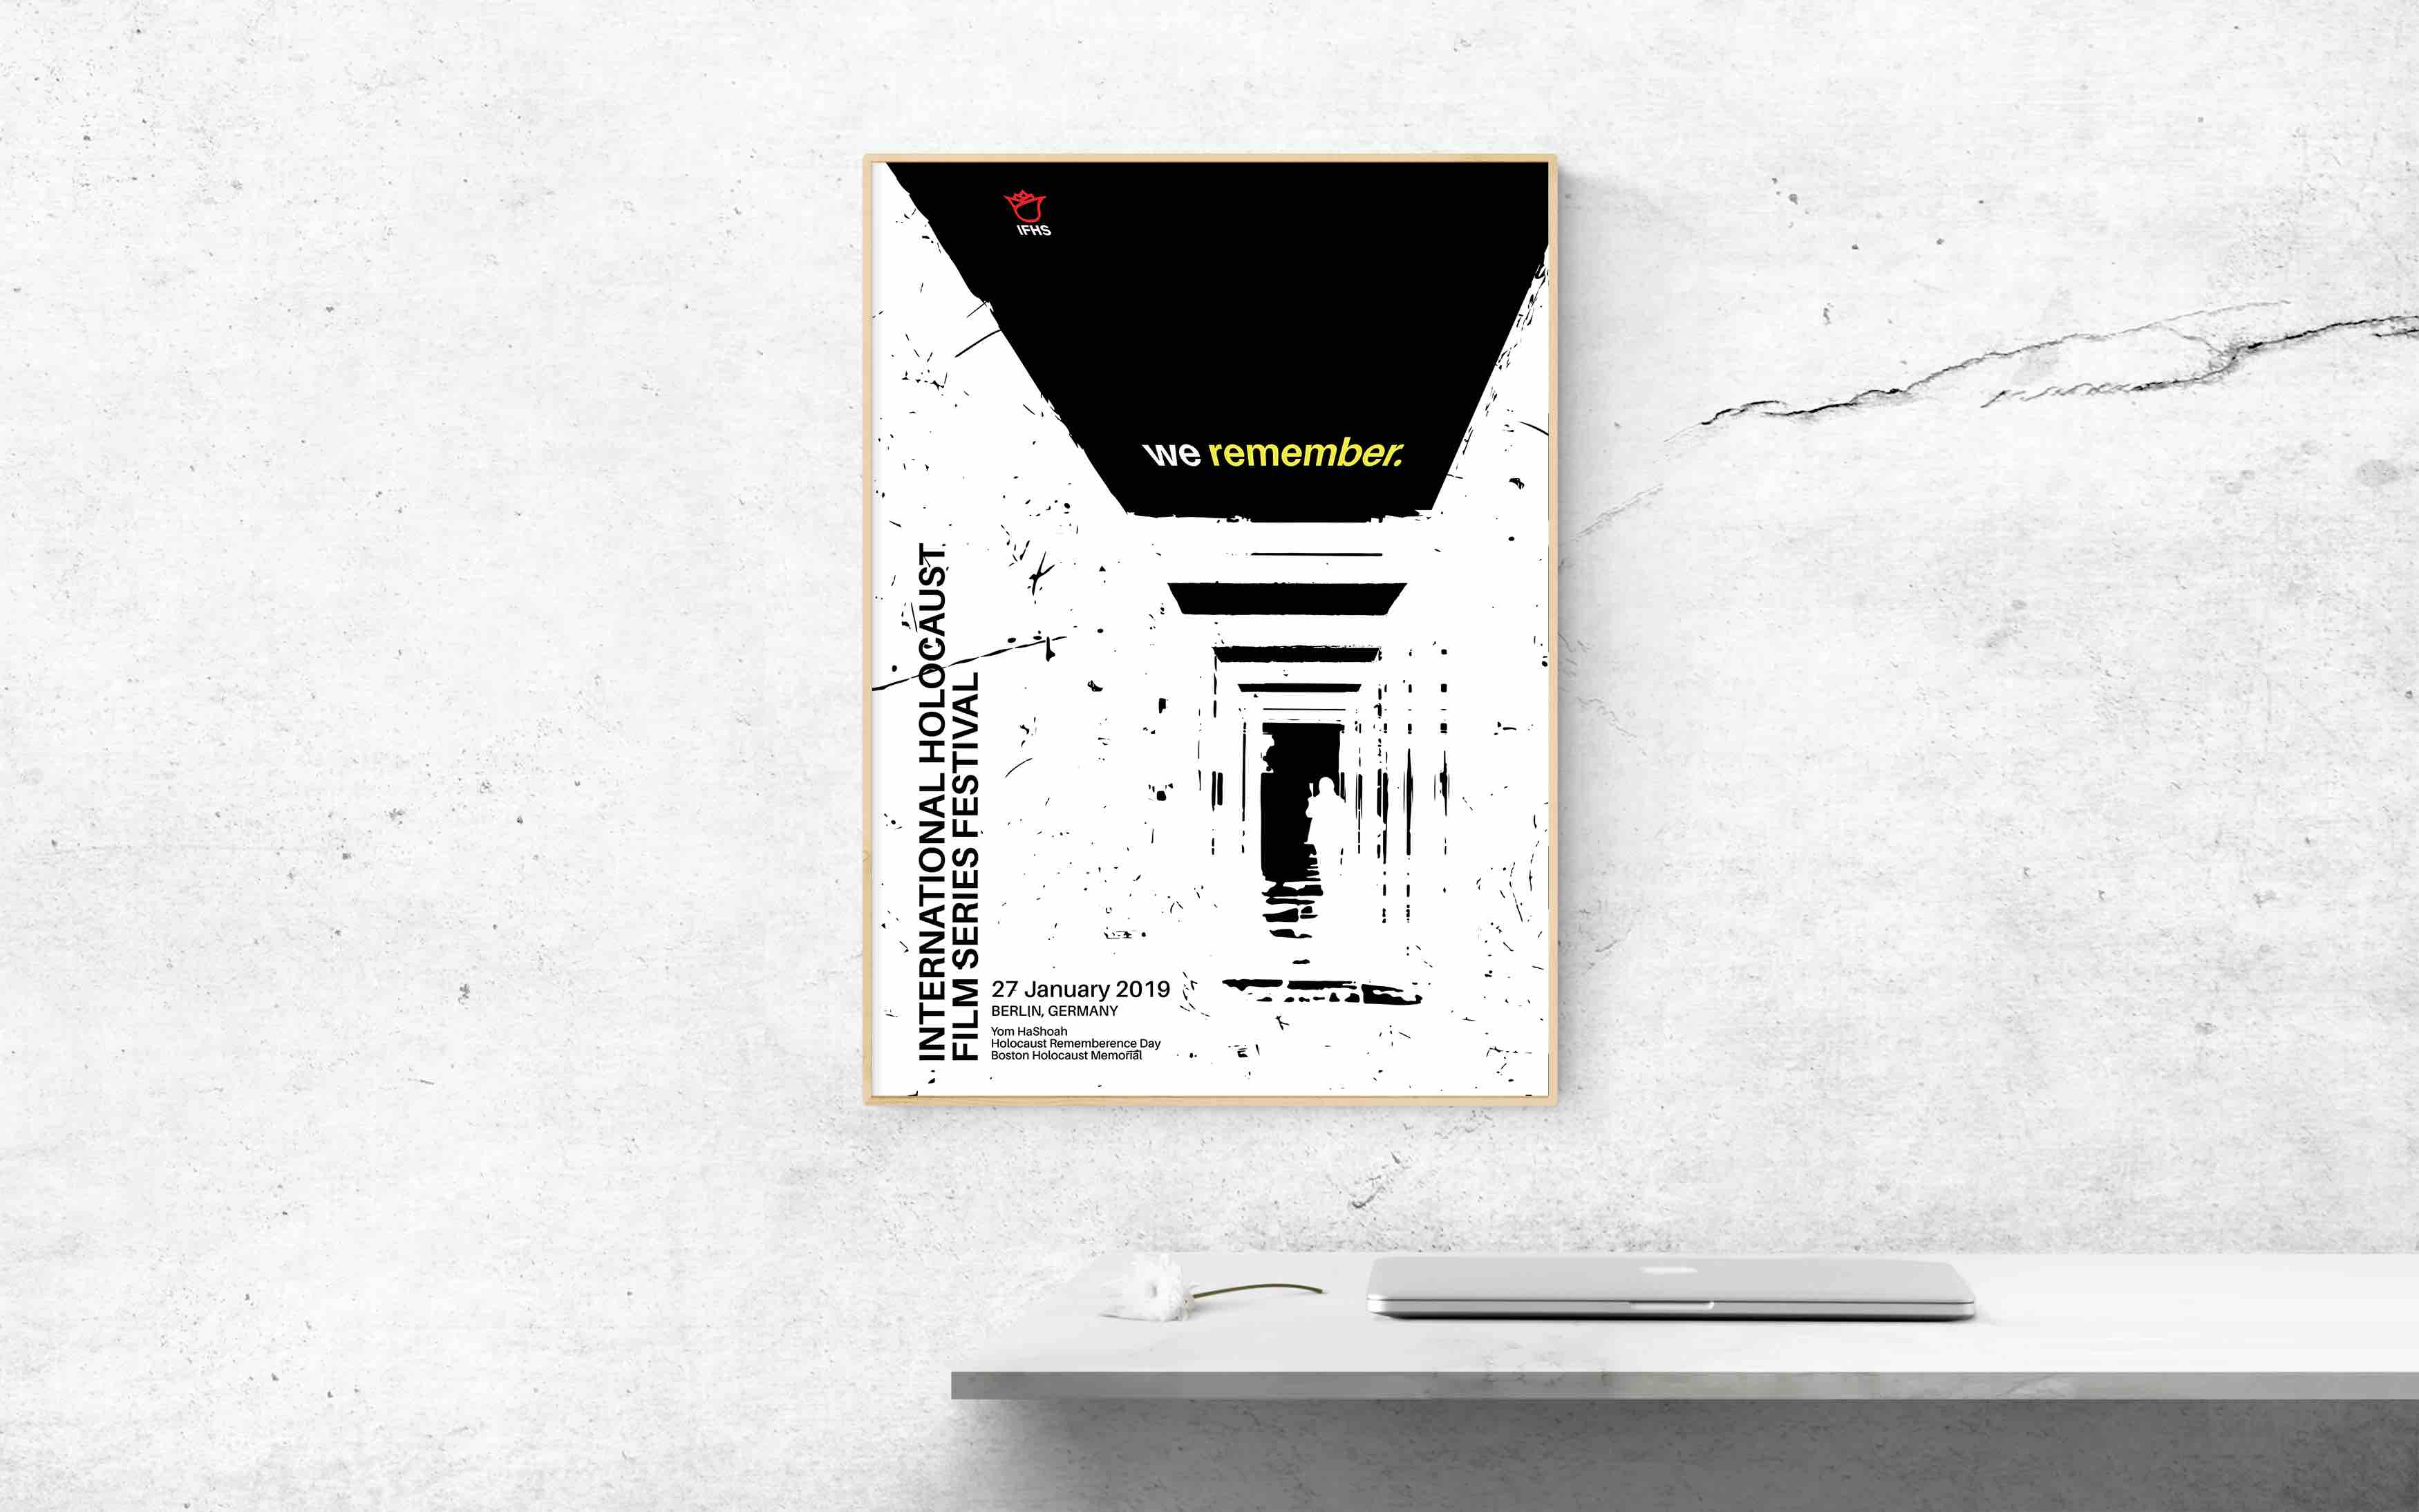 IFHS
we remember.
INTERNATIONAL HOLOCAUST
FILM SERIES FESTIVAL
27 January 2019
BERLIN, GERMANY
Yom HaShoah
Holocaust Rememberence Day
Boston Holocaust Memorial